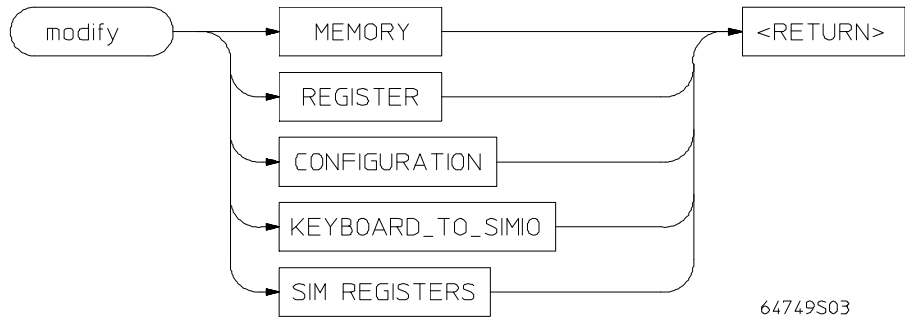 modify
MEMORY
<RETURN>
REGISTER
CONFIGURATION
KEYBOARD_TO_SIMIO
SIM REGISTERS
64749S03